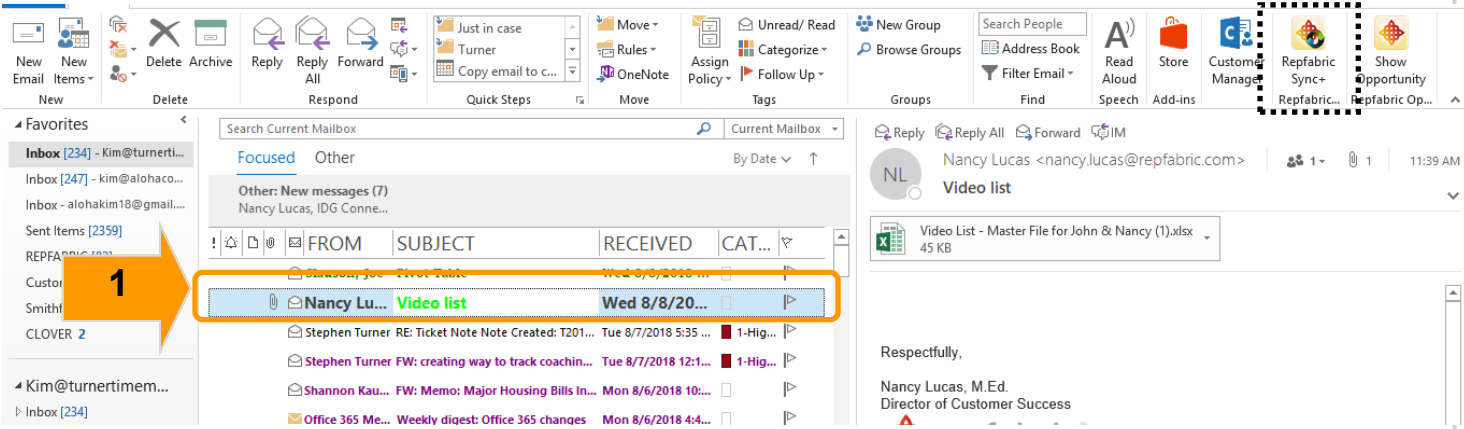 New Email
New Items
Delete
Archive
Reply
Reply All
Forward
Just in case
Turner
Copy email to c...
Move
Rules
OneNote
Assign Policy
Unread/ Read
Categorize
Follow Up
New Group
Browse Groups
Search People
Address Book
Filter Email
Read Aloud
Store
Customer Manager
Repfabric Sync+
Show Opportunity
New
Delete
Respond
Quick Steps
Move
Tags
Groups
Find
Speech
Add-ins
Repfabric...
Repfabric Op...
Favorites
Inbox [234] - Kim@turnerti...
Inbox [247] - kim@alohaco...
Inbox - alohakim18@gmail....
Sent Items [2359]
CLOVER 2
Kim@turnertimem...
Inbox [234]
1
Search Current Mailbox
Current Mailbox
Focused Other
By Date
Other: New messages (7)
Nancy Lucas, IDG Conne...
! FROM SUBJECT RECEIVED CAT...
Nancy Lu... Video list Wed 8/8/20...
Stephen Turner RE: Ticket Note Note Created: T201... Tue 8/7/2018 5:35 ... 1-Hig...
Stephen Turner FW: creating way to track coachin... Tue 8/7/2018 12:1... 1-Hig...
Shannon Kau... FW: Memo: Major Housing Bills In... Mon 8/6/2018 10:...
Office 365 Me... Weekly digest: Office 365 changes Mon 8/6/2018 4:4...
Reply Reply All Forward IM
NL
Nancy Lucas <nancy.lucas@repfabric.com>
1
1
11:39 AM
Video list
Video List - Master File for John & Nancy (1).xlsx
45 KB
Respectfully,
Nancy Lucas, M.Ed.
Director of Customer Success